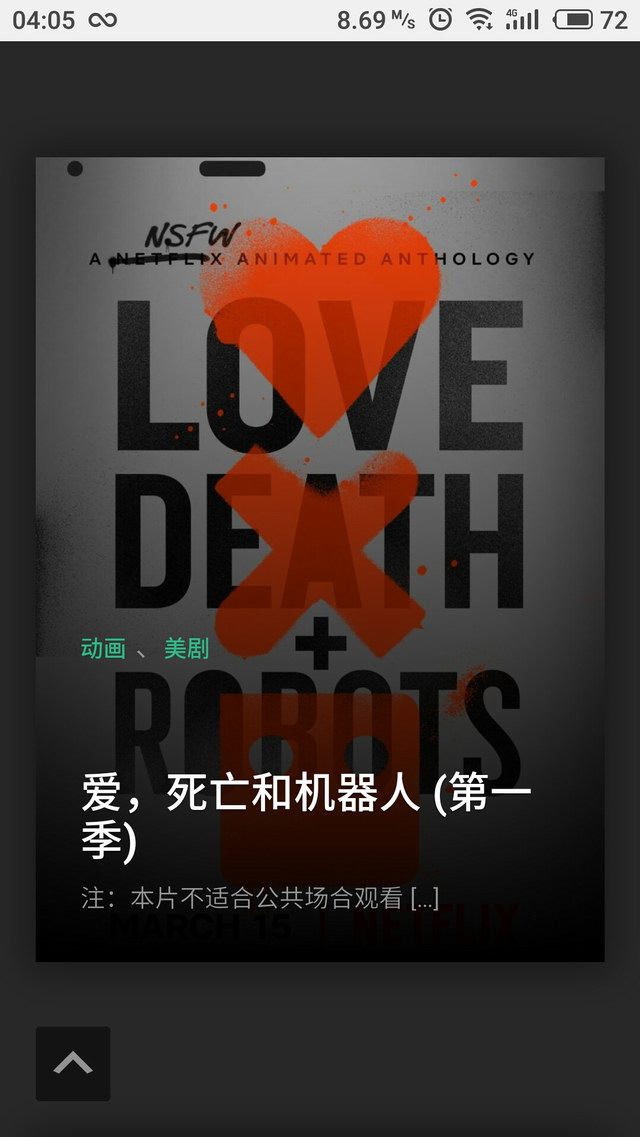 04:05 8.69 M/s 4G 72
NSFW
A NETFLIX ANIMATED ANTHOLOGY
LOVE
DEATH
+
动画 、 美剧
ROBOTS
爱，死亡和机器人 (第一
季)
注：本片不适合公共场合观看 [...]
MARCH 15 | NETFLIX